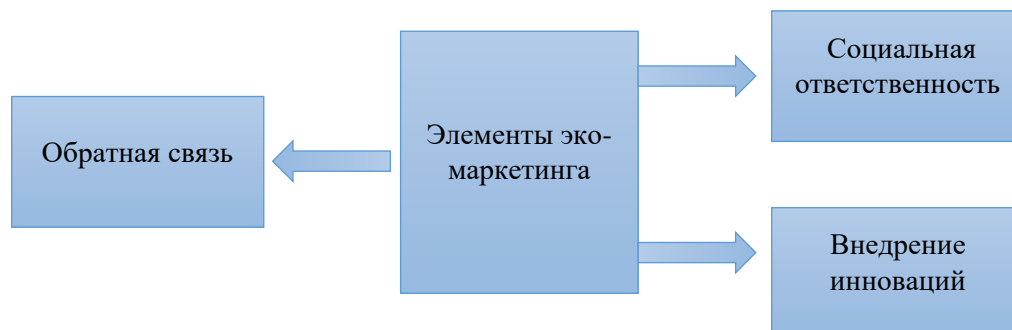 Обратная связь
Элементы эко-
маркетинга
Социальная
ответственность
Внедрение
инноваций